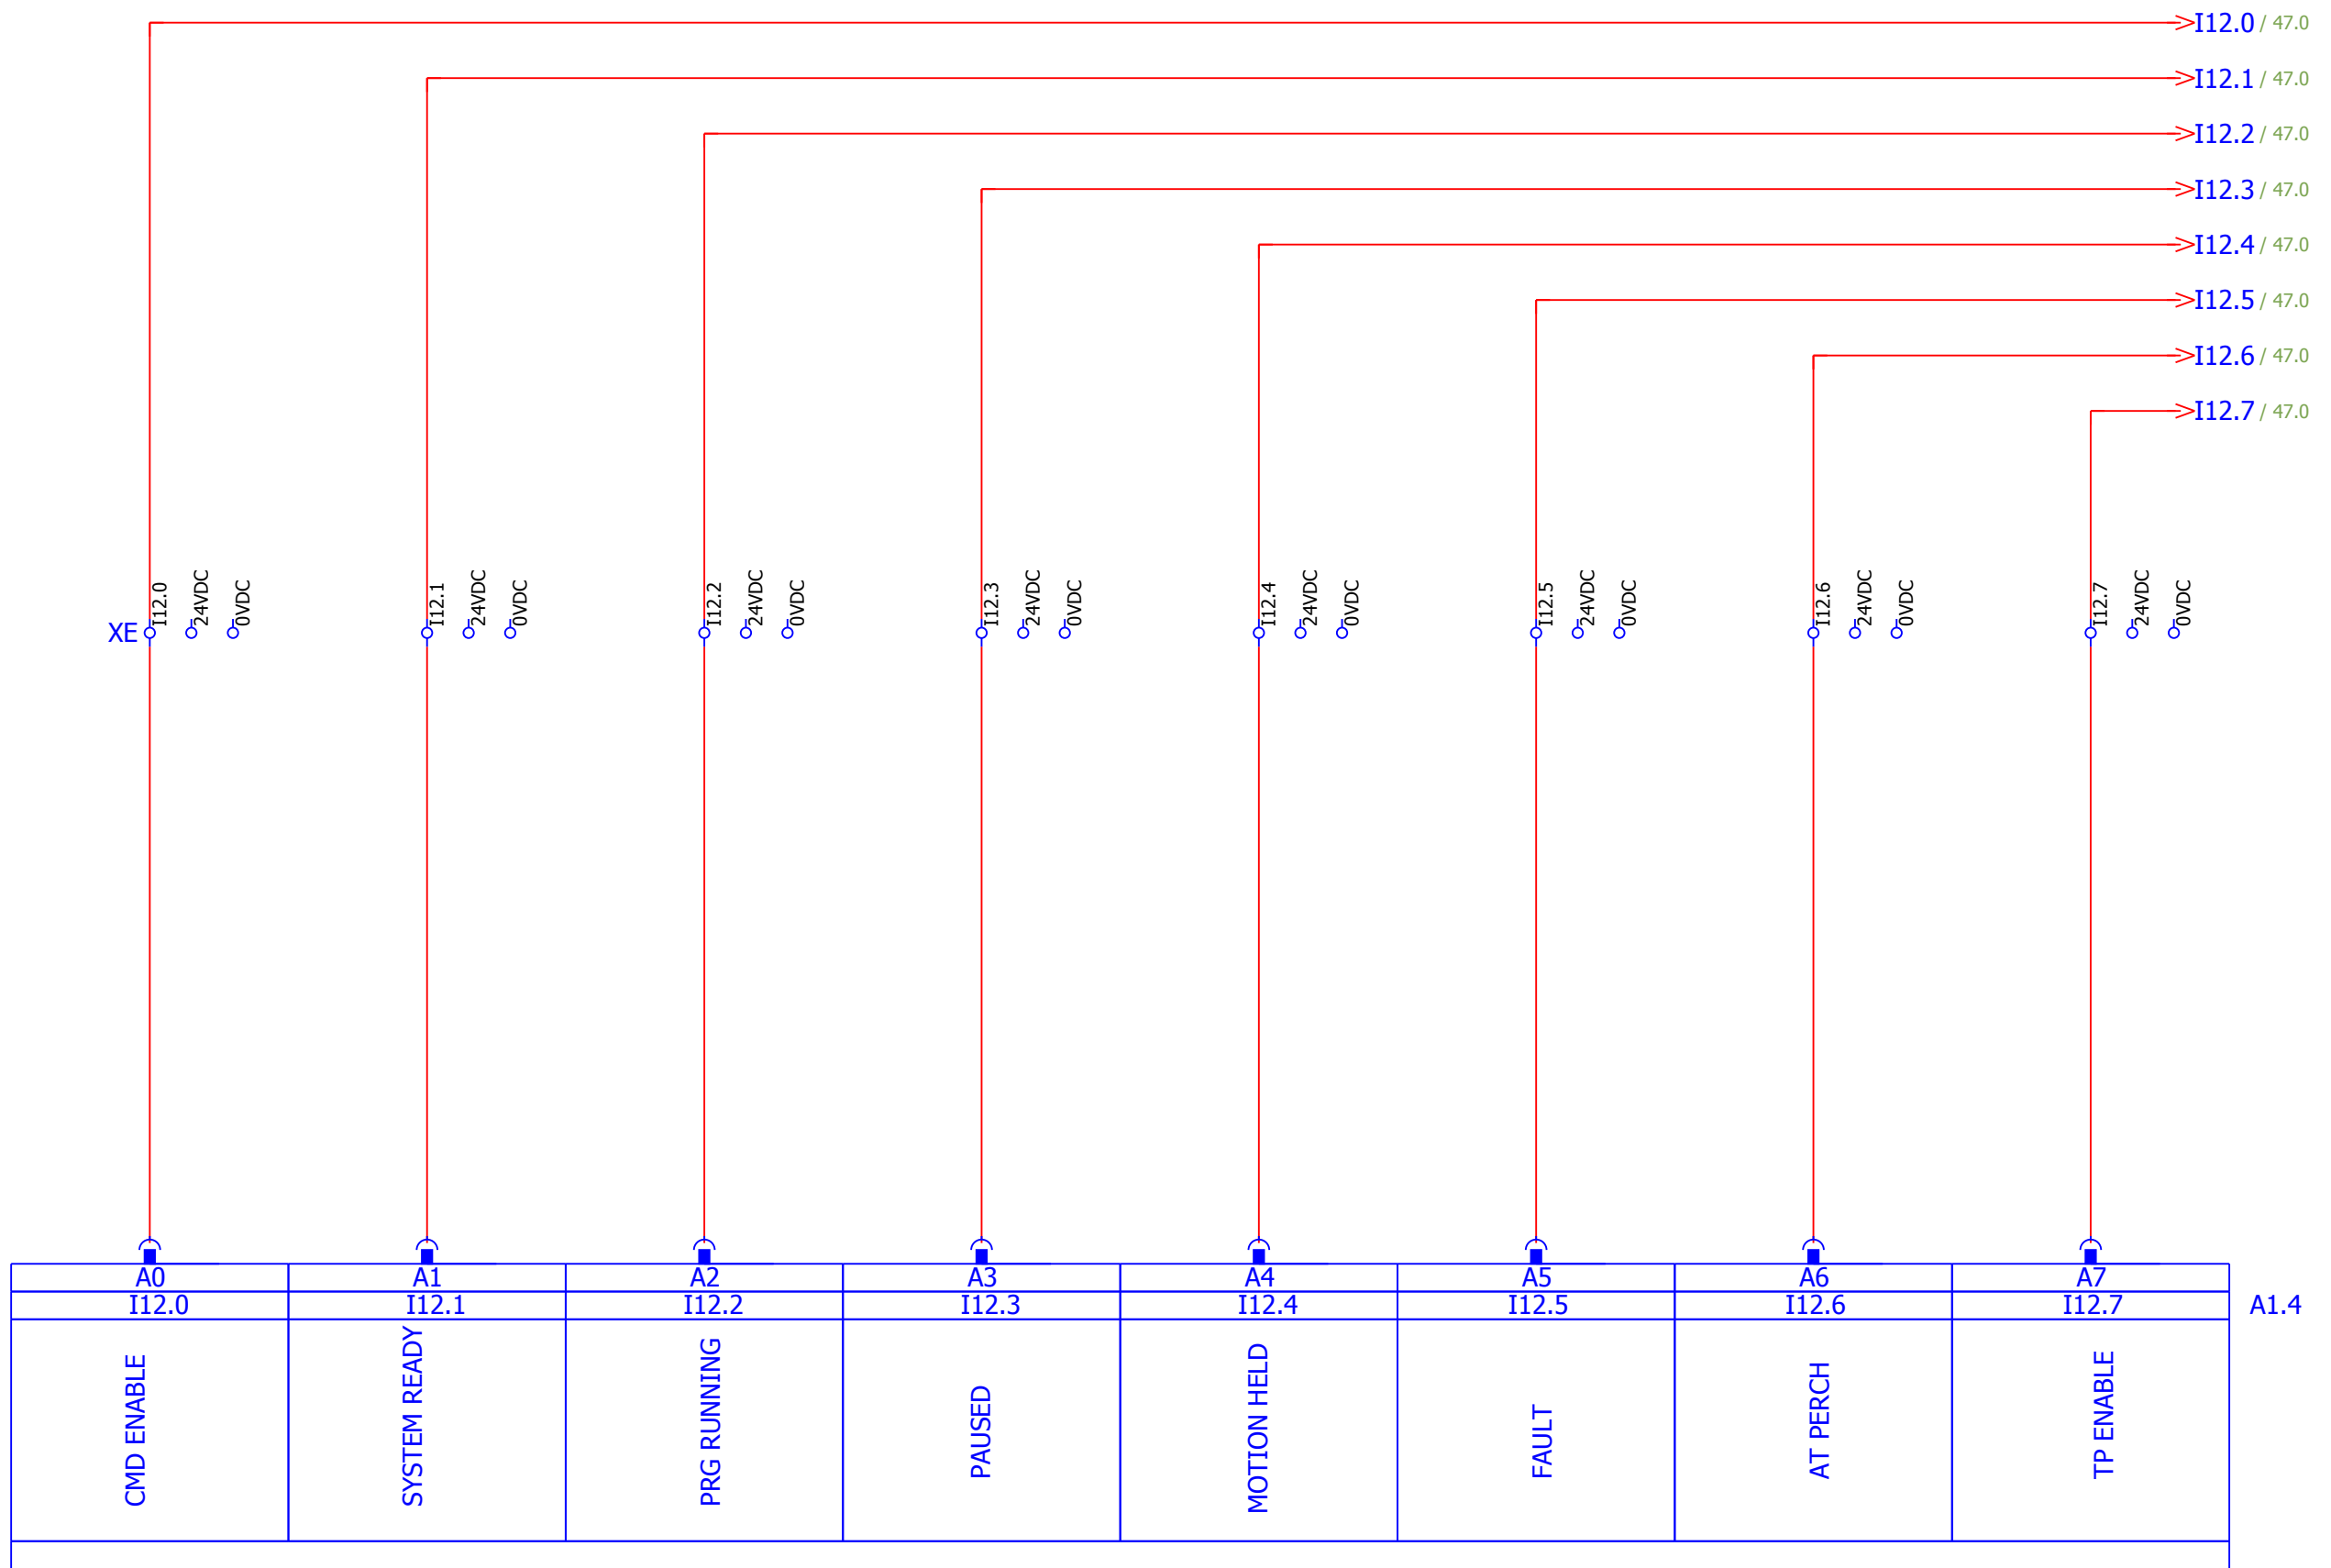 I12.0 / 47.0
I12.1 / 47.0
I12.2 / 47.0
I12.3 / 47.0
I12.4 / 47.0
I12.5 / 47.0
I12.6 / 47.0
I12.7 / 47.0
XE I12.0 24VDC 0VDC I12.1 24VDC 0VDC I12.2 24VDC 0VDC I12.3 24VDC 0VDC I12.4 24VDC 0VDC I12.5 24VDC 0VDC I12.6 24VDC 0VDC I12.7 24VDC 0VDC
A0 A1 A2 A3 A4 A5 A6 A7
I12.0 I12.1 I12.2 I12.3 I12.4 I12.5 I12.6 I12.7 A1.4
CMD ENABLE
SYSTEM READY
PRG RUNNING
PAUSED
MOTION HELD
FAULT
AT PERCH
TP ENABLE